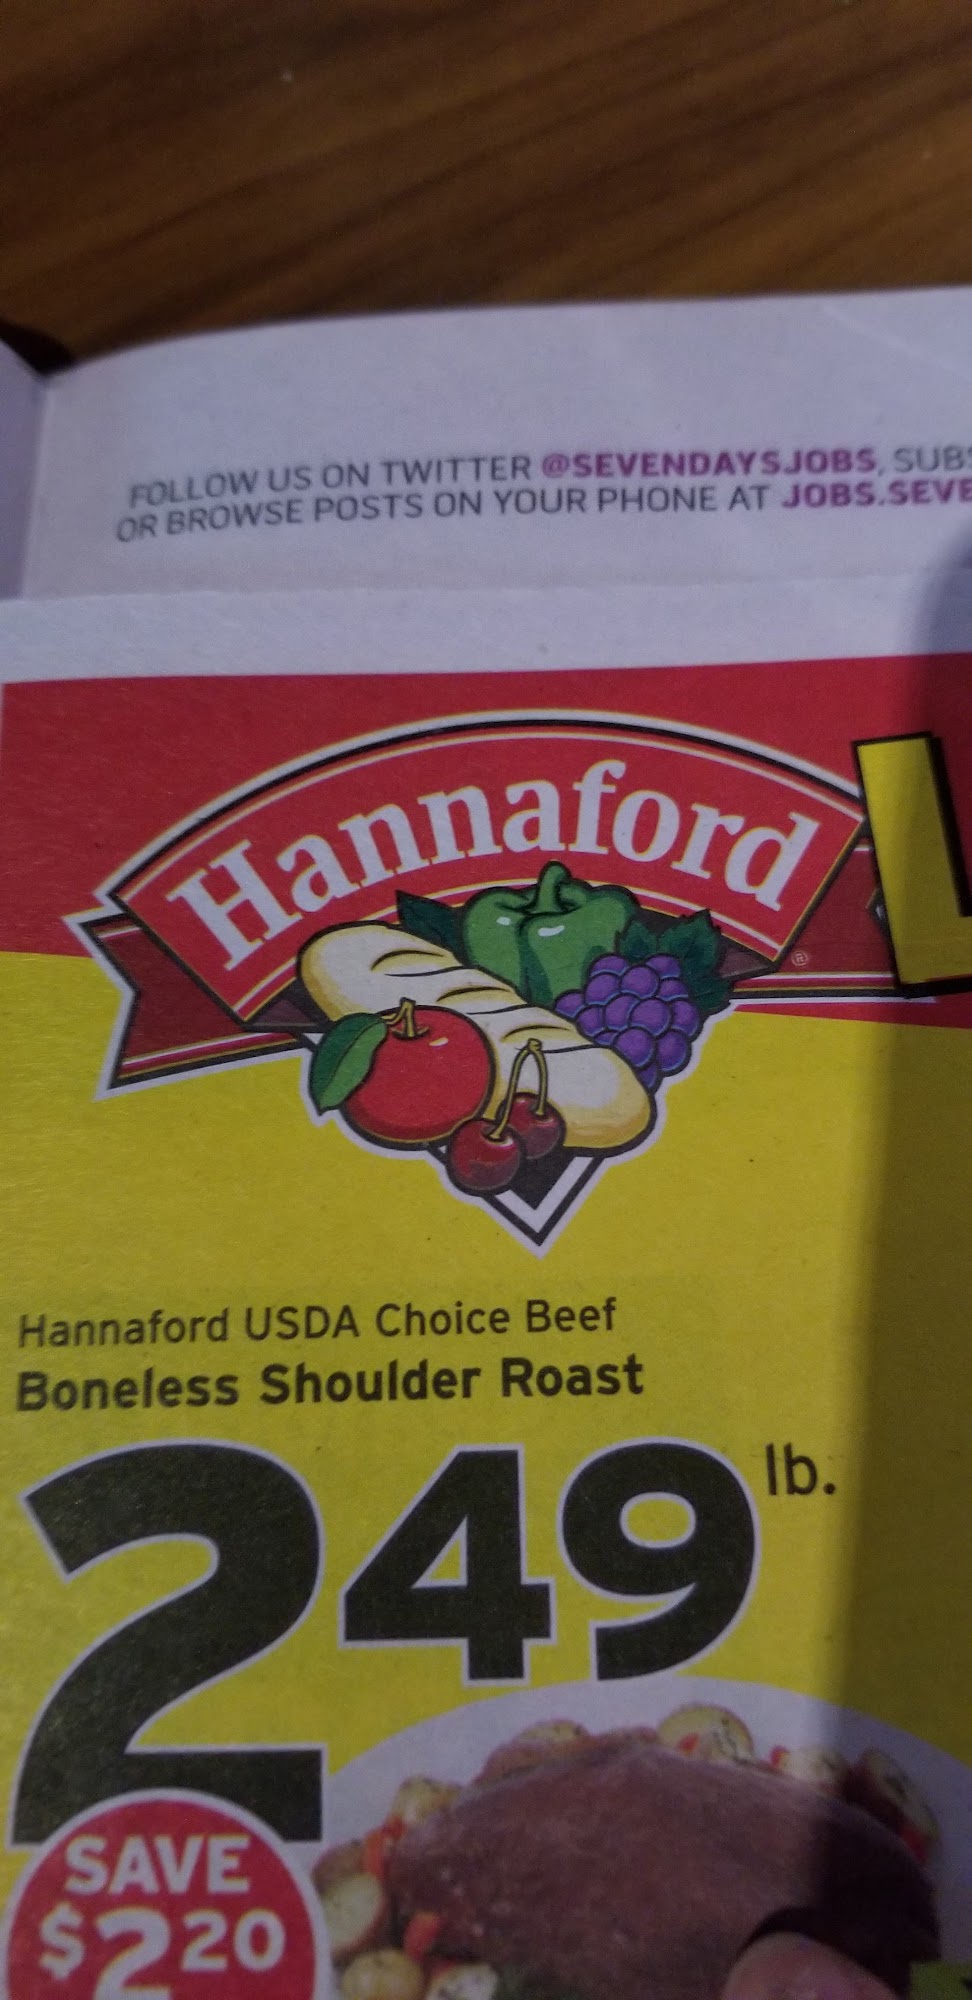 FOLLOW US ON TWITTER @SEVENDAYSJOBS,
OR BROWSE POSTS ON YOUR PHONE AT
Hannaford
Hannaford USDA Choice Beef
Boneless Shoulder Roast
249 lb.
SAVE
$220